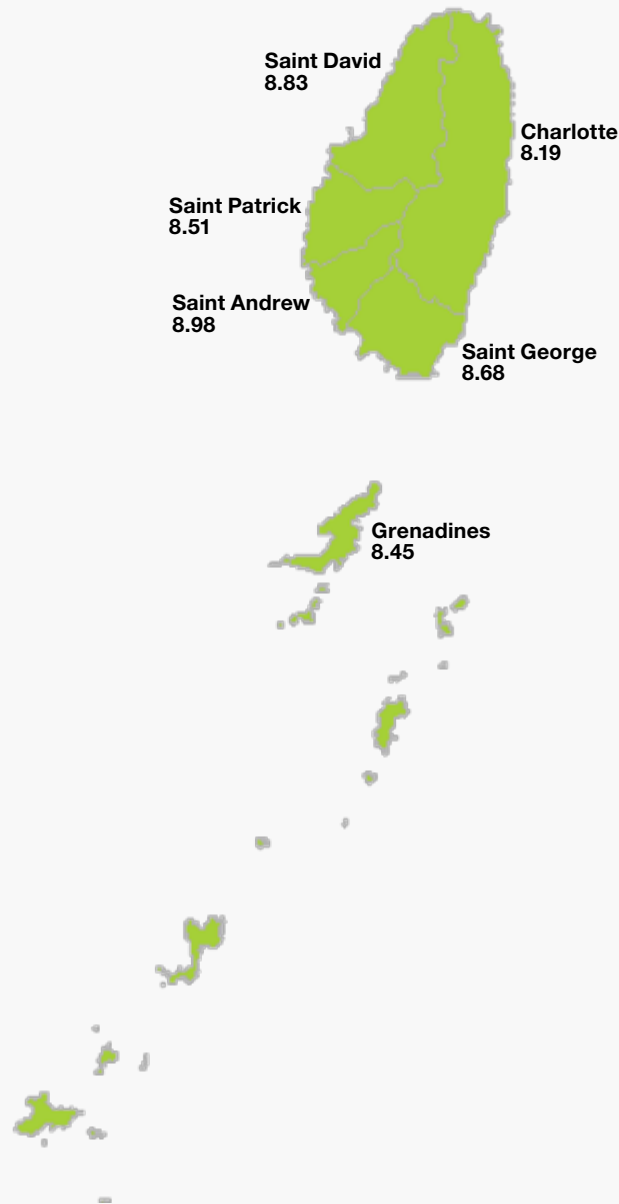 Saint David
8.83
Charlotte
8.19
Saint Patrick
8.51
Saint Andrew
8.98
Saint George
8.68
Grenadines
8.45